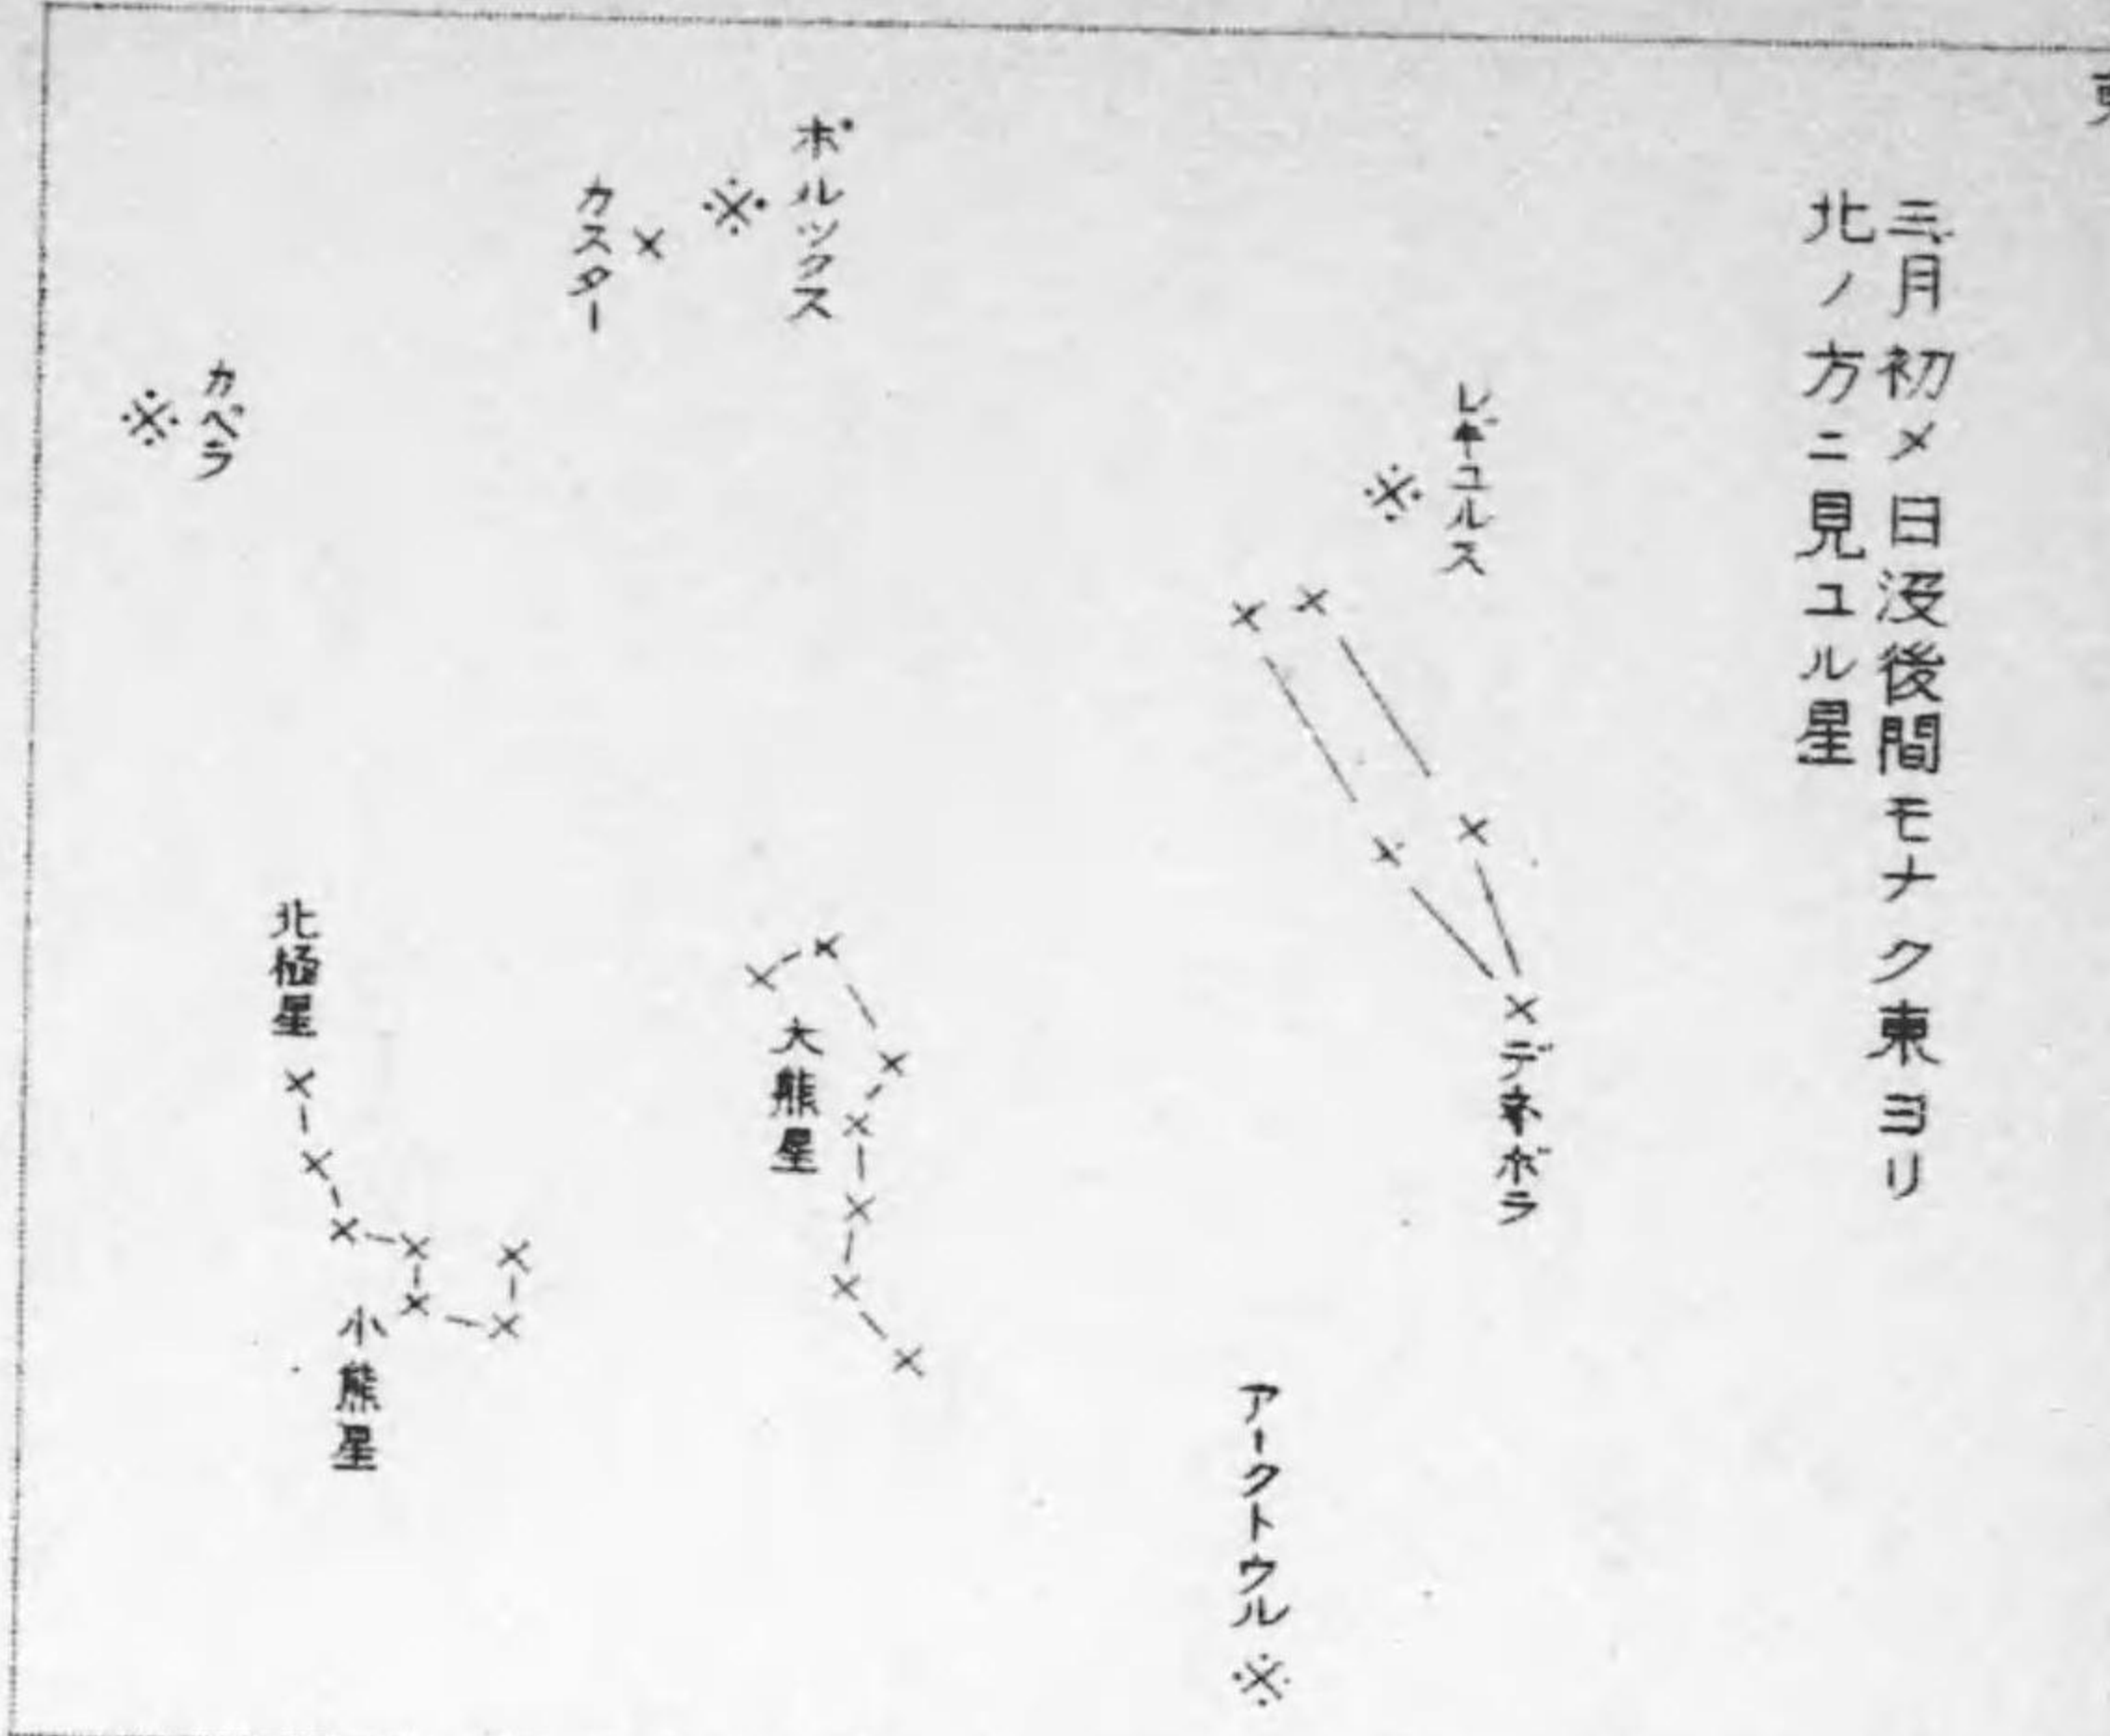 三月初メ日没後間モナク東ヨリ
北ノ方ニ見ユル星
デネボラ
レギユルス
アークトウル
ポルックス
大熊星
カスター
小熊星
北極星
カペラ